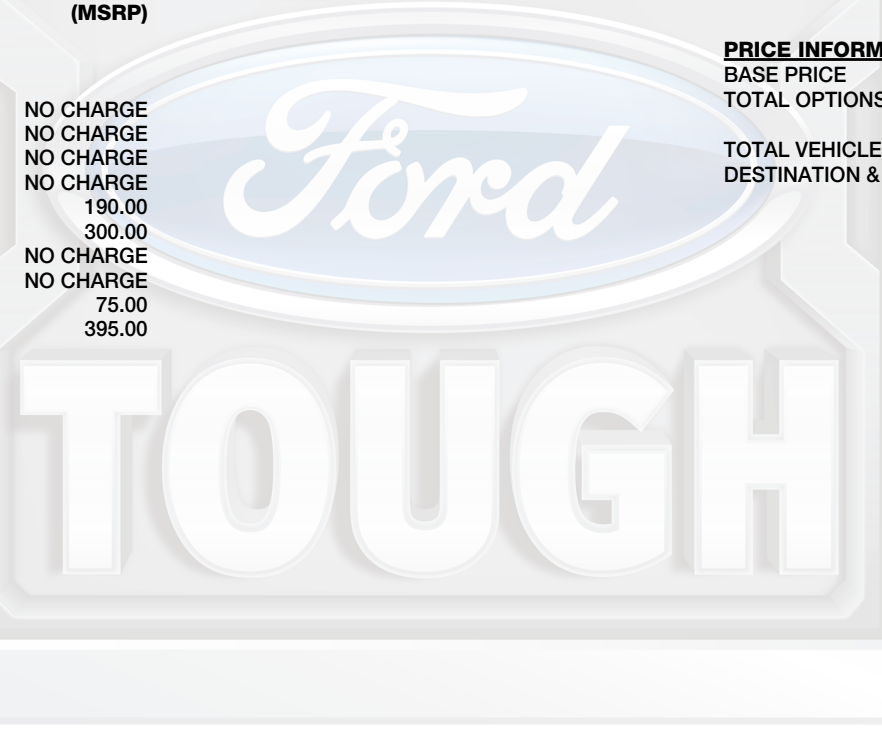 (MSRP)
NO CHARGE
NO CHARGE
NO CHARGE
NO CHARGE
190.00
300.00
NO CHARGE
NO CHARGE
75.00
395.00
PRICE INFORM
BASE PRICE
TOTAL OPTIONS
TOTAL VEHICLE
DESTINATION &
Ford
TOUGH